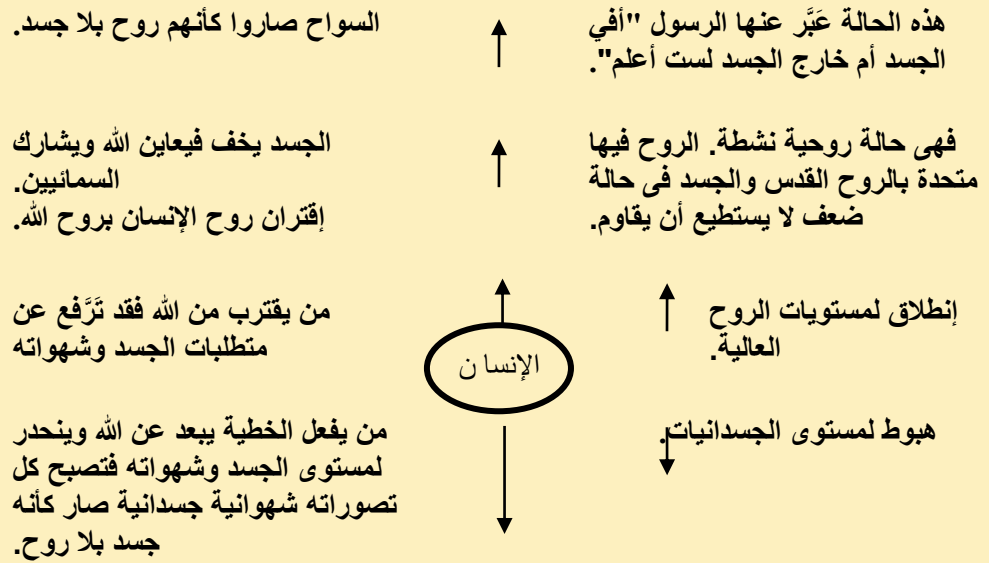 هذه الحالة عَبَّر عنها الرسول "أفي
الجسد أم خارج الجسد لست أعلم".
السواح صاروا كأنهم روح بلا جسد.
فهى حالة روحية نشطة. الروح فيها
متحدة بالروح القدس والجسد فى حالة
ضعف لا يستطيع أن يقاوم.
الجسد يخف فيعاين الله ويشارك
السمائيين.
إقتران روح الإنسان بروح الله.
إنطلاق لمستويات الروح
العالية.
من يقترب من الله فقد تَرَّفع عن
متطلبات الجسد وشهواته
الإنسا ن
هبوط لمستوى الجسدانيات.
من يفعل الخطية يبعد عن الله وينحدر
لمستوى الجسد وشهواته فتصبح كل
تصوراته شهوانية جسدانية صار كأنه
جسد بلا روح.